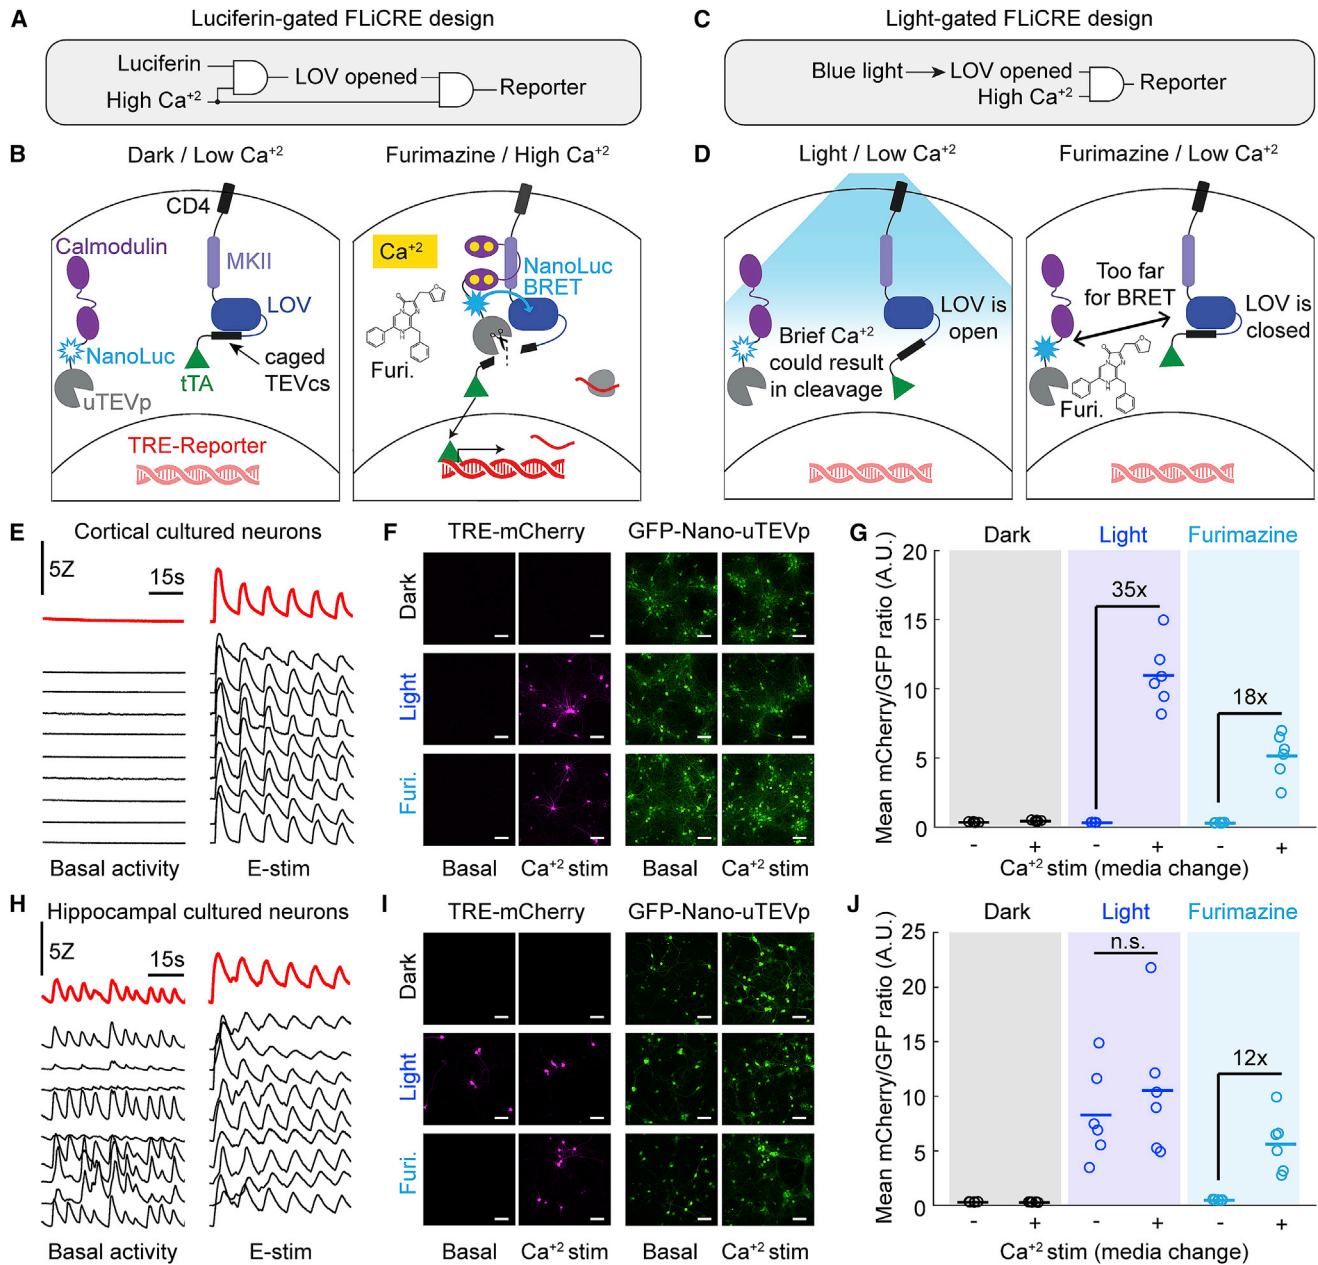 A
Luciferin-gated FLiCRE design
Luciferin
High Ca+2
LOV opened
Reporter
C
Light-gated FLiCRE design
Blue light
LOV opened
High Ca+2
Reporter
B
Dark / Low Ca+2
CD4
Calmodulin
MKII
LOV
NanoLuc
tTA
caged
TEVcs
uTEVp
TRE-Reporter
Furimazine / High Ca+2
Ca+2
NanoLuc
BRET
Furi.
D
Light / Low Ca+2
LOV is
open
Brief Ca+2
could result
in cleavage
Furimazine / Low Ca+2
Too far
for BRET
LOV is
closed
Furi.
E
Cortical cultured neurons
5Z
15s
Basal activity
E-stim
F
TRE-mCherry
GFP-Nano-uTEVp
Dark
Light
Furi.
Basal
Ca+2 stim
Basal
Ca+2 stim
G
Dark
Light
Furimazine
Mean mCherry/GFP ratio (A.U.)
20
15
10
5
0
35x
18x
- + - + - +
Ca+2 stim (media change)
H
Hippocampal cultured neurons
5Z
15s
Basal activity
E-stim
I
TRE-mCherry
GFP-Nano-uTEVp
Dark
Light
Furi.
Basal
Ca+2 stim
Basal
Ca+2 stim
J
Dark
Light
Furimazine
Mean mCherry/GFP ratio (A.U.)
25
20
15
10
5
0
n.s.
12x
- + - + - +
Ca+2 stim (media change)